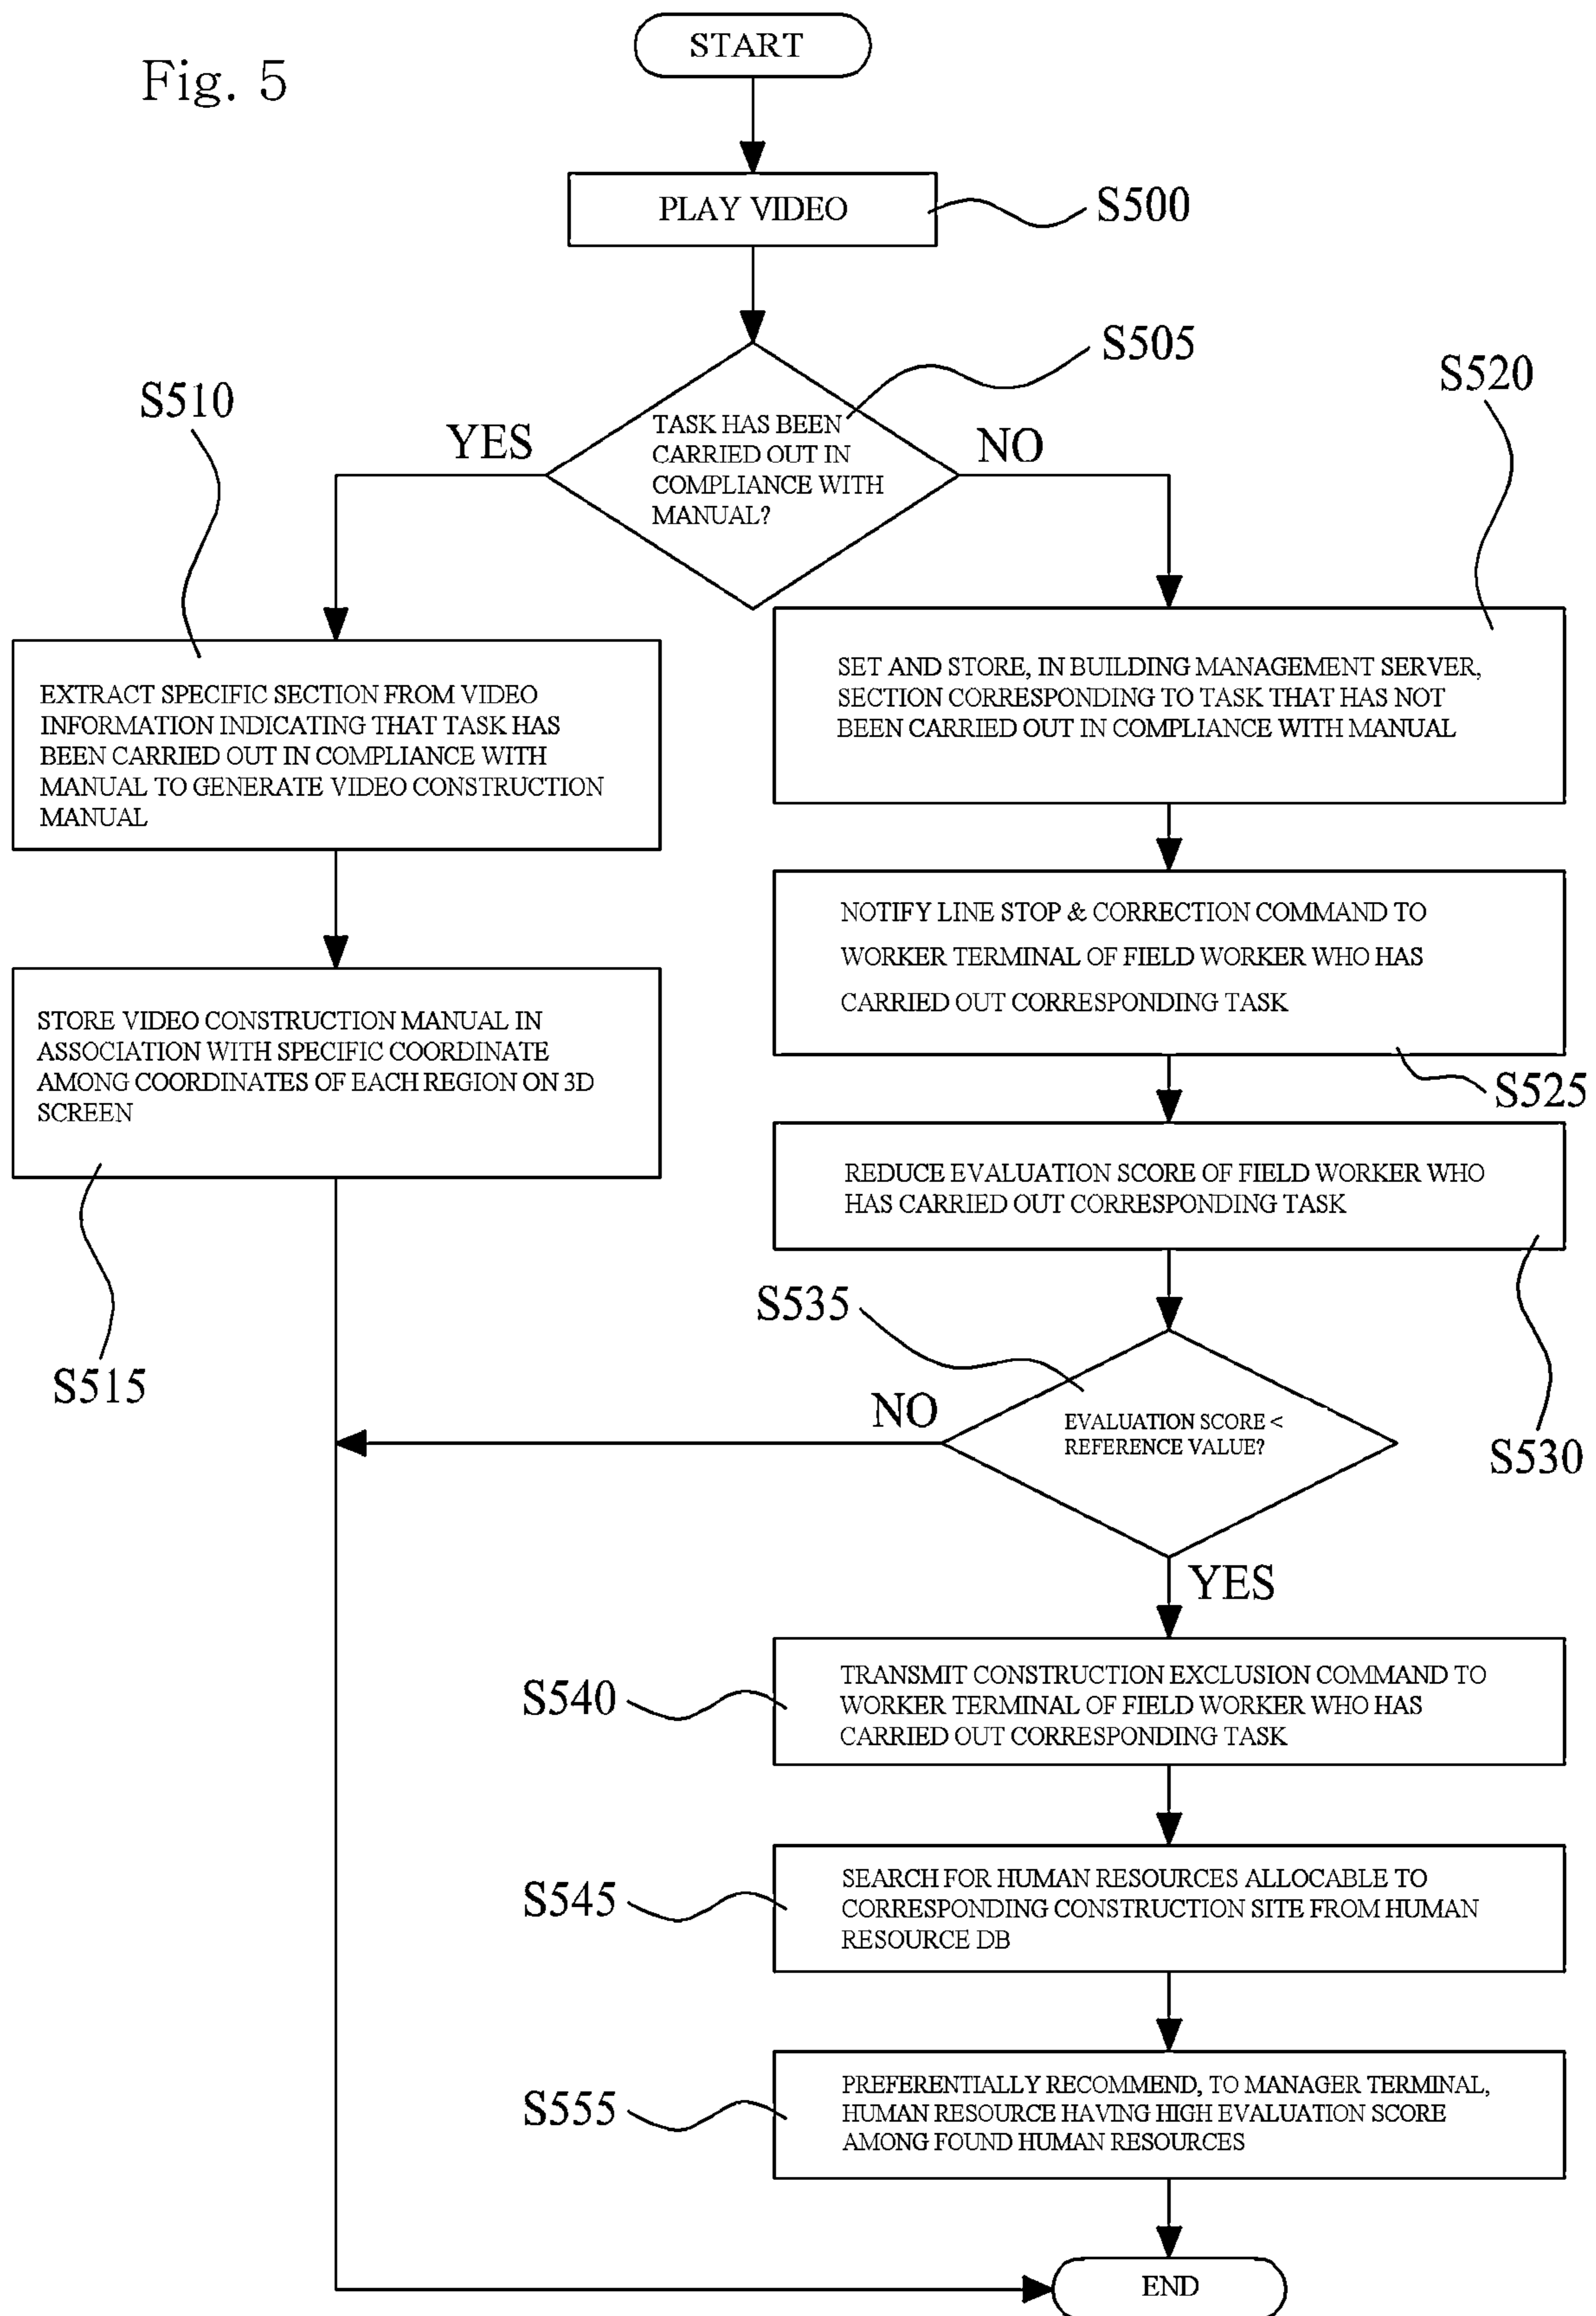 Fig. 5
START
PLAY VIDEO
S500
S505
TASK HAS BEEN
CARRIED OUT IN
COMPLIANCE WITH
MANUAL?
YES
NO
S510
EXTRACT SPECIFIC SECTION FROM VIDEO
INFORMATION INDICATING THAT TASK HAS
BEEN CARRIED OUT IN COMPLIANCE WITH
MANUAL TO GENERATE VIDEO CONSTRUCTION
MANUAL
STORE VIDEO CONSTRUCTION MANUAL IN
ASSOCIATION WITH SPECIFIC COORDINATE
AMONG COORDINATES OF EACH REGION ON 3D
SCREEN
S515
S520
SET AND STORE, IN BUILDING MANAGEMENT SERVER,
SECTION CORRESPONDING TO TASK THAT HAS NOT
BEEN CARRIED OUT IN COMPLIANCE WITH MANUAL
NOTIFY LINE STOP & CORRECTION COMMAND TO
WORKER TERMINAL OF FIELD WORKER WHO HAS
CARRIED OUT CORRESPONDING TASK
S525
REDUCE EVALUATION SCORE OF FIELD WORKER WHO
HAS CARRIED OUT CORRESPONDING TASK
S530
S535
EVALUATION SCORE <
REFERENCE VALUE?
NO
YES
S540
TRANSMIT CONSTRUCTION EXCLUSION COMMAND TO
WORKER TERMINAL OF FIELD WORKER WHO HAS
CARRIED OUT CORRESPONDING TASK
S545
SEARCH FOR HUMAN RESOURCES ALLOCABLE TO
CORRESPONDING CONSTRUCTION SITE FROM HUMAN
RESOURCE DB
S555
PREFERENTIALLY RECOMMEND, TO MANAGER TERMINAL,
HUMAN RESOURCE HAVING HIGH EVALUATION SCORE
AMONG FOUND HUMAN RESOURCES
END